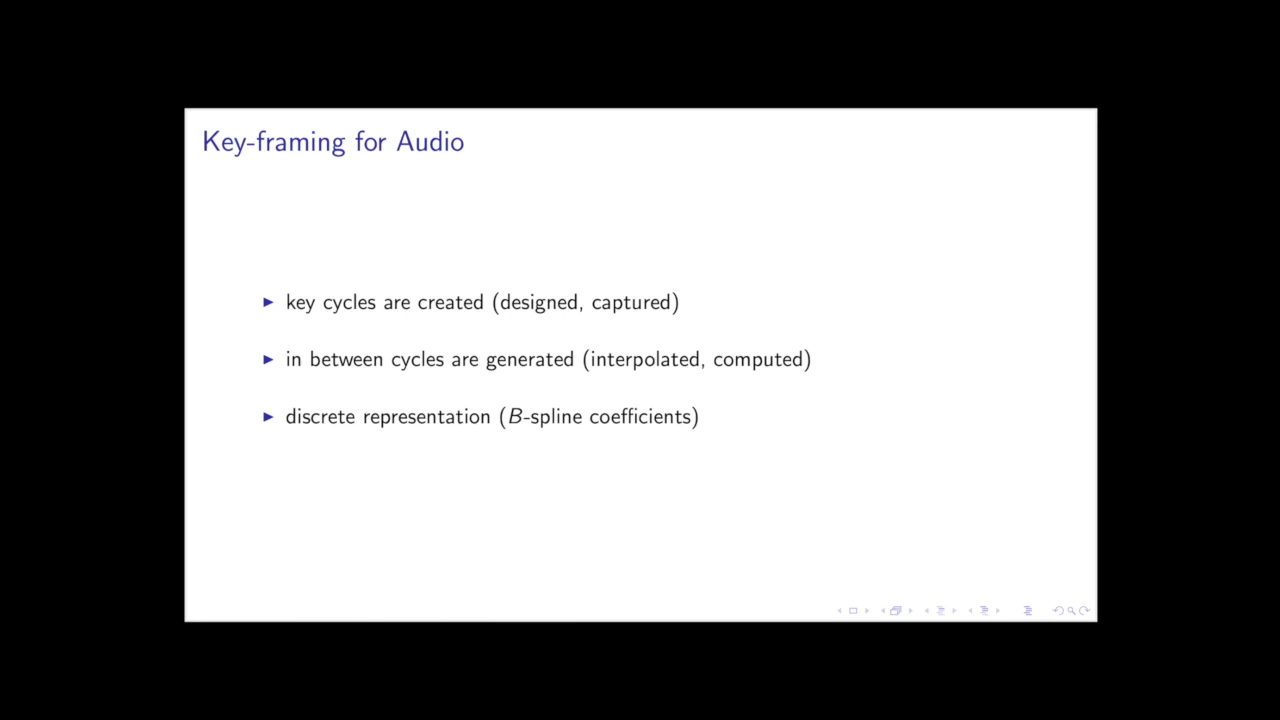 Key-framing for Audio
key cycles are created (designed, captured)
in between cycles are generated (interpolated, computed)
discrete representation (B-spline coefficients)